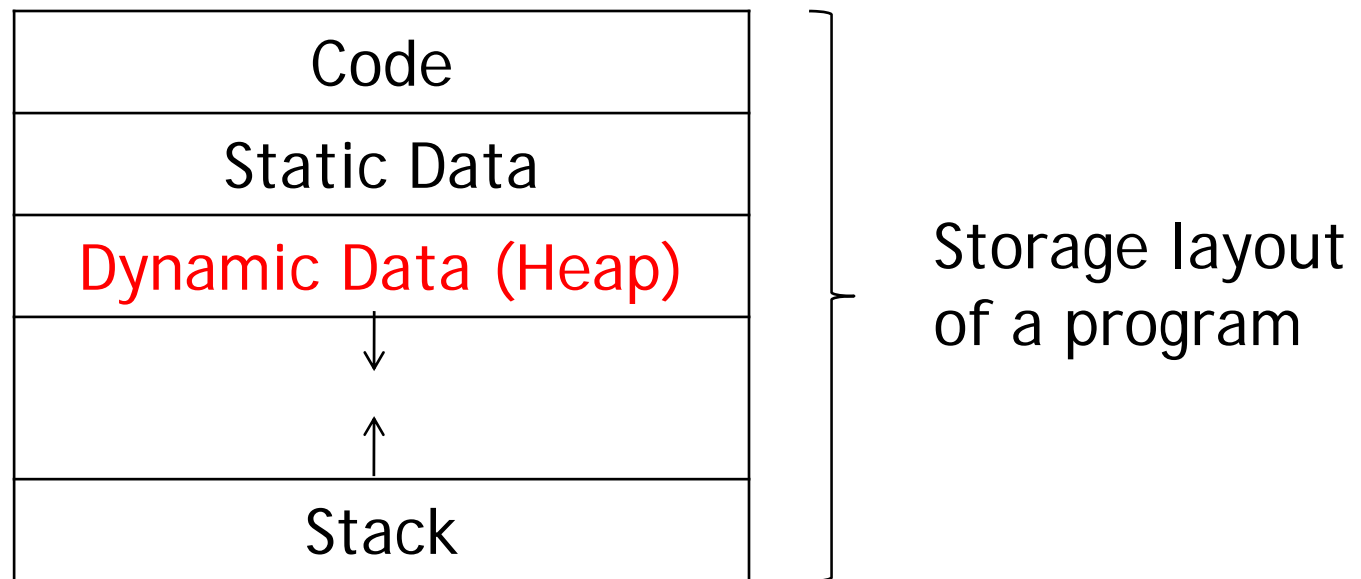 Code
Static Data
Dynamic Data (Heap)
Stack
Storage layout
of a program